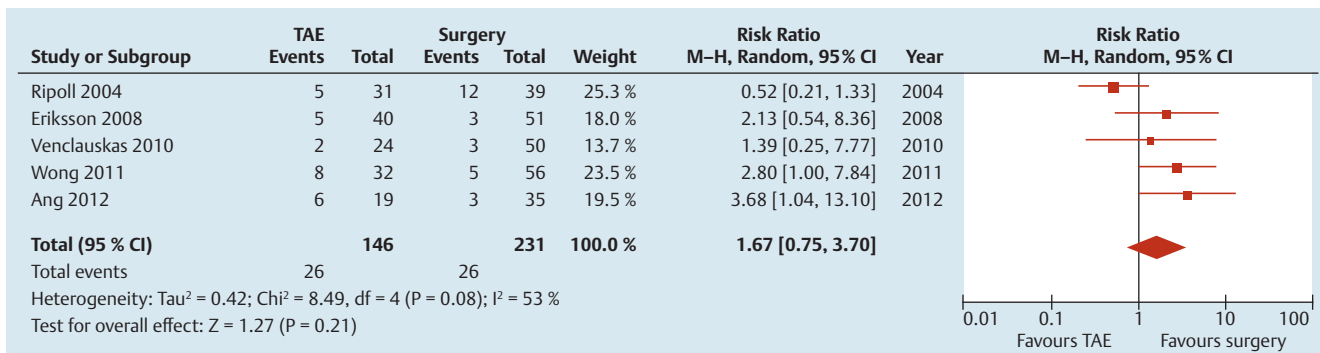 TAE Surgery Risk Ratio Risk Ratio
Study or Subgroup Events Total Events Total Weight M–H, Random, 95 % CI Year M–H, Random, 95 % CI
Ripoll 2004 5 31 12 39 25.3 % 0.52 [0.21, 1.33] 2004
Eriksson 2008 5 40 3 51 18.0 % 2.13 [0.54, 8.36] 2008
Venclauskas 2010 2 24 3 50 13.7 % 1.39 [0.25, 7.77] 2010
Wong 2011 8 32 5 56 23.5 % 2.80 [1.00, 7.84] 2011
Ang 2012 6 19 3 35 19.5 % 3.68 [1.04, 13.10] 2012
Total (95 % CI) 146 231 100.0 % 1.67 [0.75, 3.70]
Total events 26 26
Heterogeneity: Tau² = 0.42; Chi² = 8.49, df = 4 (P = 0.08); I² = 53 %
Test for overall effect: Z = 1.27 (P = 0.21)
0.01 0.1 1 10 100
Favours TAE Favours surgery